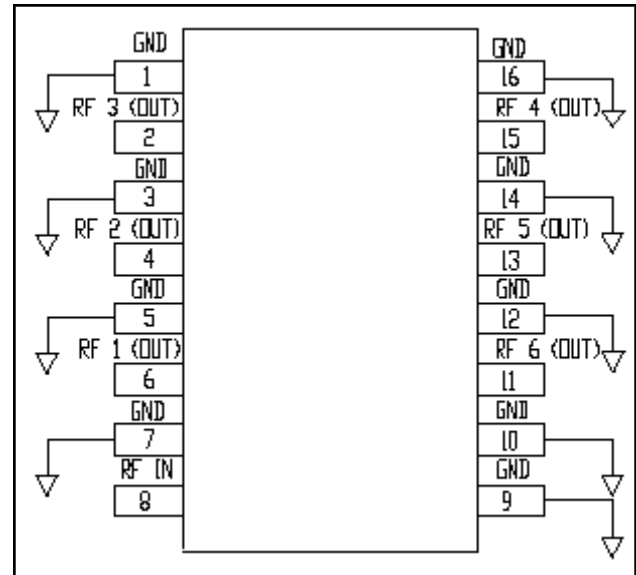 GND
1
RF 3 (OUT)
2
GND
3
RF 2 (OUT)
4
GND
5
RF 1 (OUT)
6
GND
7
RF IN
8
GND
16
RF 4 (OUT)
15
GND
14
RF 5 (OUT)
13
GND
12
RF 6 (OUT)
11
GND
10
GND
9